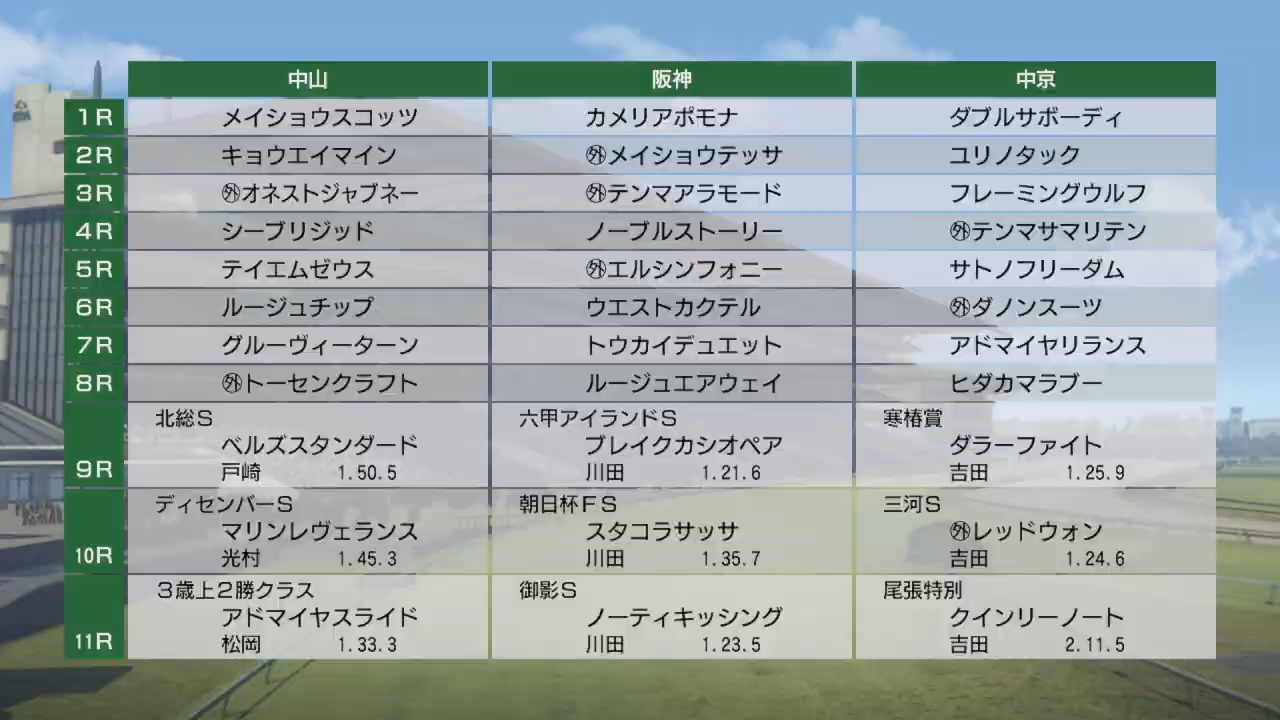 中山 阪神 中京
1R メイショウスコッツ カメリアポモナ ダブルサボーディ
2R キョウエイマイン ㊕メイショウテッサ ユリノタック
3R 外オネストジャブネー 外テンマアラモード フレーミングウルフ
4R シーブリジッド ノーブルストーリー 外テンマサマリテン
5R テイエムゼウス 外エルシンフォニー サトノフリーダム
6R ルージュチップ ウエストカクテル 外ダノンスーツ
7R グルーヴィーターン トウカイデュエット アドマイヤリランス
8R 外トーセンクラフト ルージュエアウェイ ヒダカマラブー
北総S 六甲アイランドS 寒椿賞
ベルズスタンダード ブレイクカシオペア ダラーファイト
9R 戸崎 1.50.5 川田 1.21.6 吉田 1.25.9
ディセンバーS 朝日杯FS 三河S
マリンレヴェランス スタコラサッサ 外レッドウォン
10R 光村 1.45.3 川田 1.35.7 吉田 1.24.6
3歳上2勝クラス 御影S 尾張特別
アドマイヤスライド ノーティキッシング クインリーノート
11R 松岡 1.33.3 川田 1.23.5 吉田 2.11.5